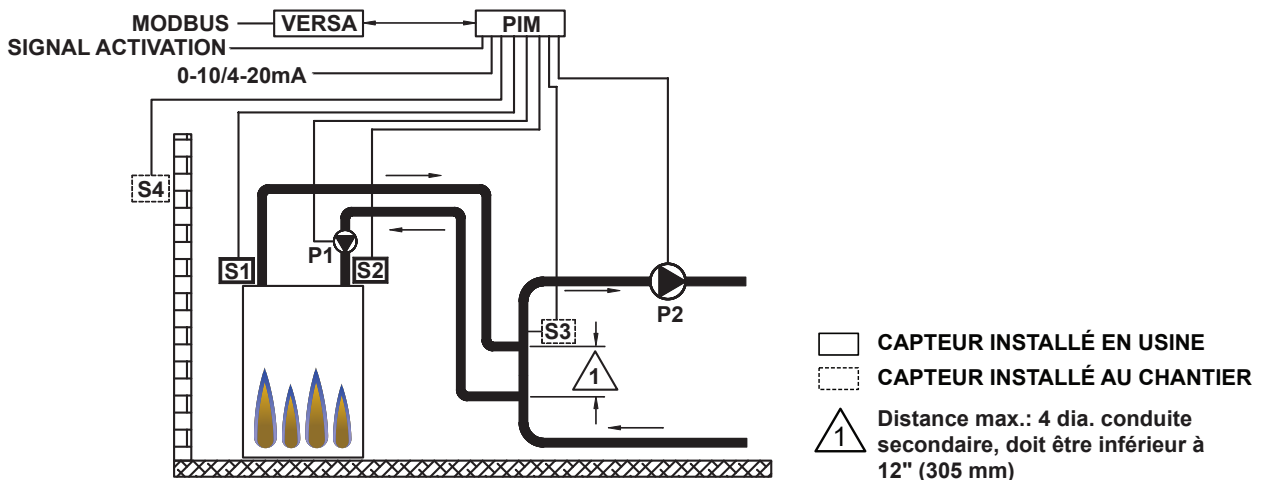 MODBUS
VERSA
PIM
SIGNAL ACTIVATION
0-10/4-20mA
S4
S1
P1
S2
S3
P2
1
CAPTEUR INSTALLÉ EN USINE
CAPTEUR INSTALLÉ AU CHANTIER
1
Distance max.: 4 dia. conduite
secondaire, doit être inférieur à
12" (305 mm)